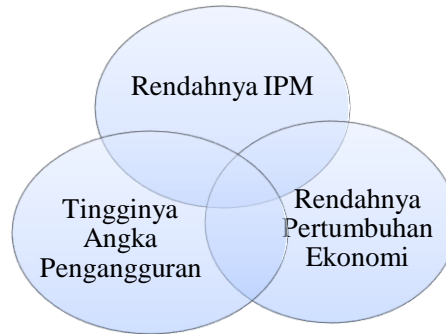 Rendahnya IPM
Tingginya
Angka
Pengangguran
Rendahnya
Pertumbuhan
Ekonomi